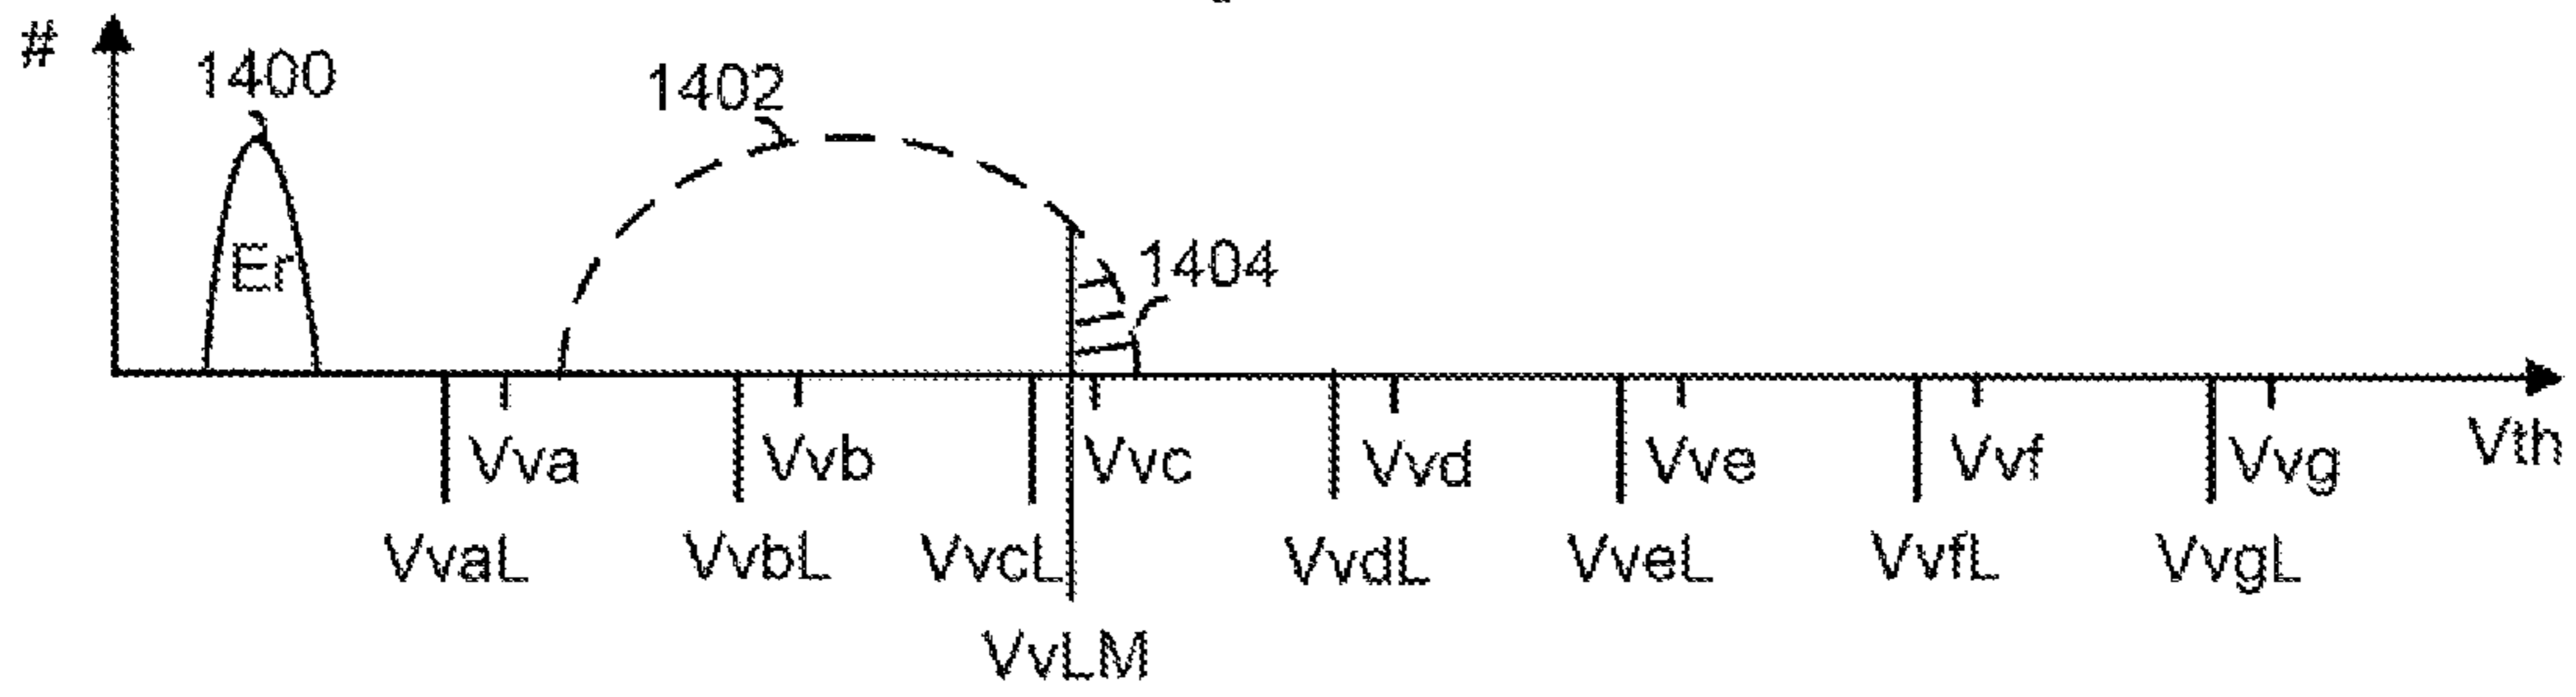 #
1400
1402
1404
Er
Vva Vvb Vvc Vvd Vve Vvf Vvg Vth
VvaL VvbL VvcL VvdL VveL VvfL VvgL
VvLM